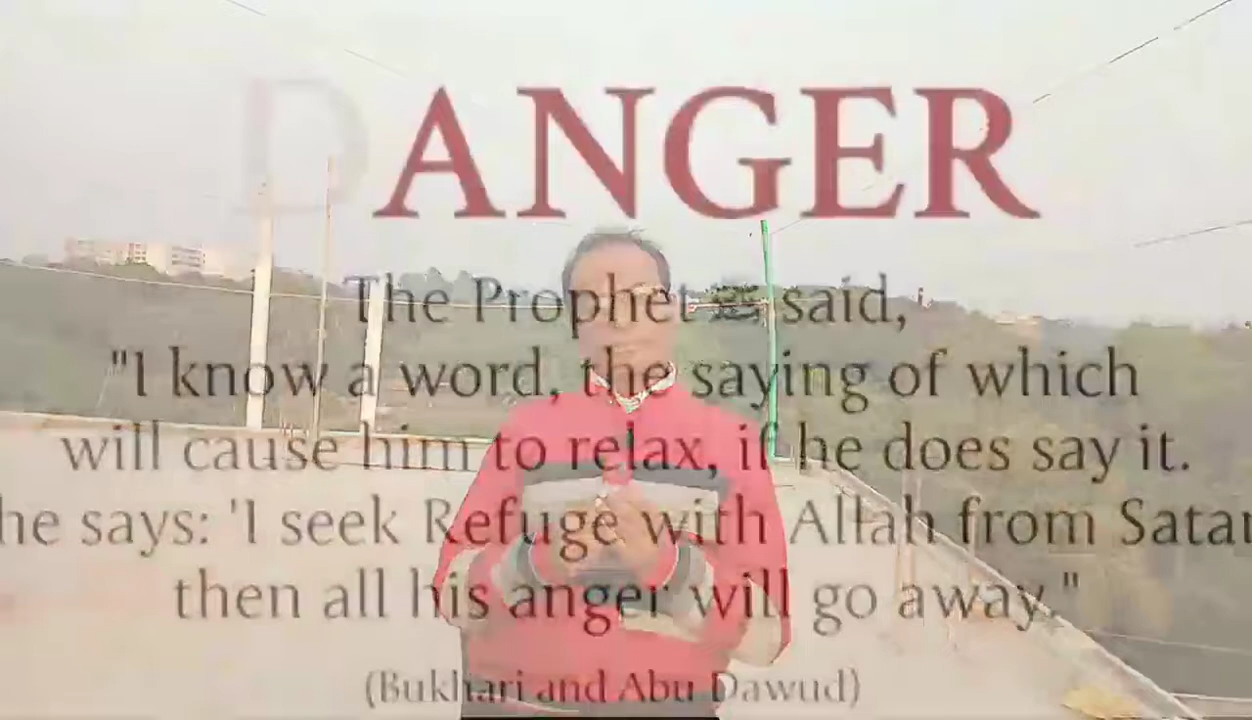 DANGER
The Prophet ﷺ said,
"I know a word, the saying of which
will cause him to relax, if he does say it.
he says: 'I seek Refuge with Allah from Satan
then all his anger will go away."
(Bukhari and Abu Dawud)